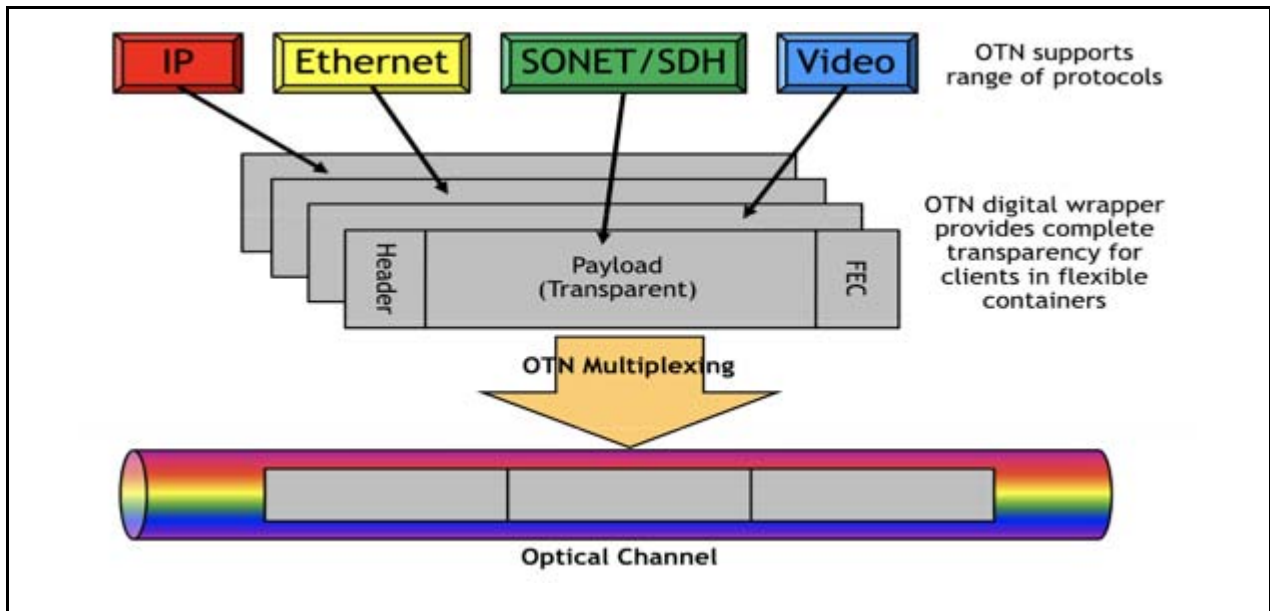 IP
Ethernet
SONET/SDH
Video
OTN supports
range of protocols
OTN digital wrapper
provides complete
transparency for
clients in flexible
containers
Header
Payload
(Transparent)
FEC
OTN Multiplexing
Optical Channel